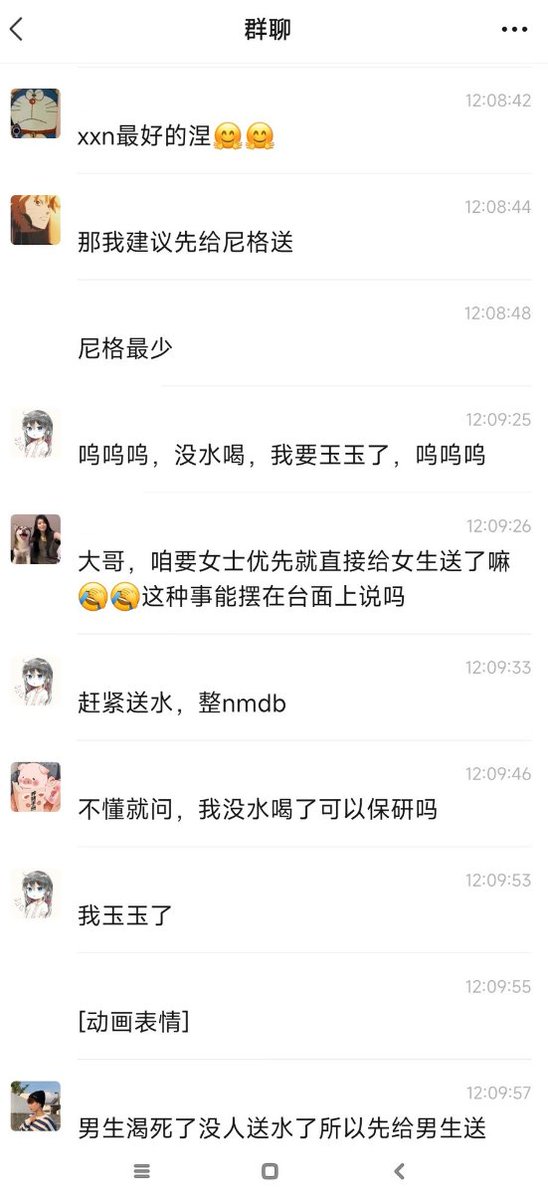 群聊
12:08:42
xxn最好的涅🤗🤗
12:08:44
那我建议先给尼格送
12:08:48
尼格最少
12:09:25
呜呜呜，没水喝，我要玉玉了，呜呜呜
12:09:26
大哥，咱要女士优先就直接给女生送了嘛
🤦🤦这种事能摆在台面上说吗
12:09:33
赶紧送水，整nmdb
12:09:46
不懂就问，我没水喝了可以保研吗
12:09:53
我玉玉了
12:09:55
[动画表情]
12:09:57
男生渴死了没人送水了所以先给男生送